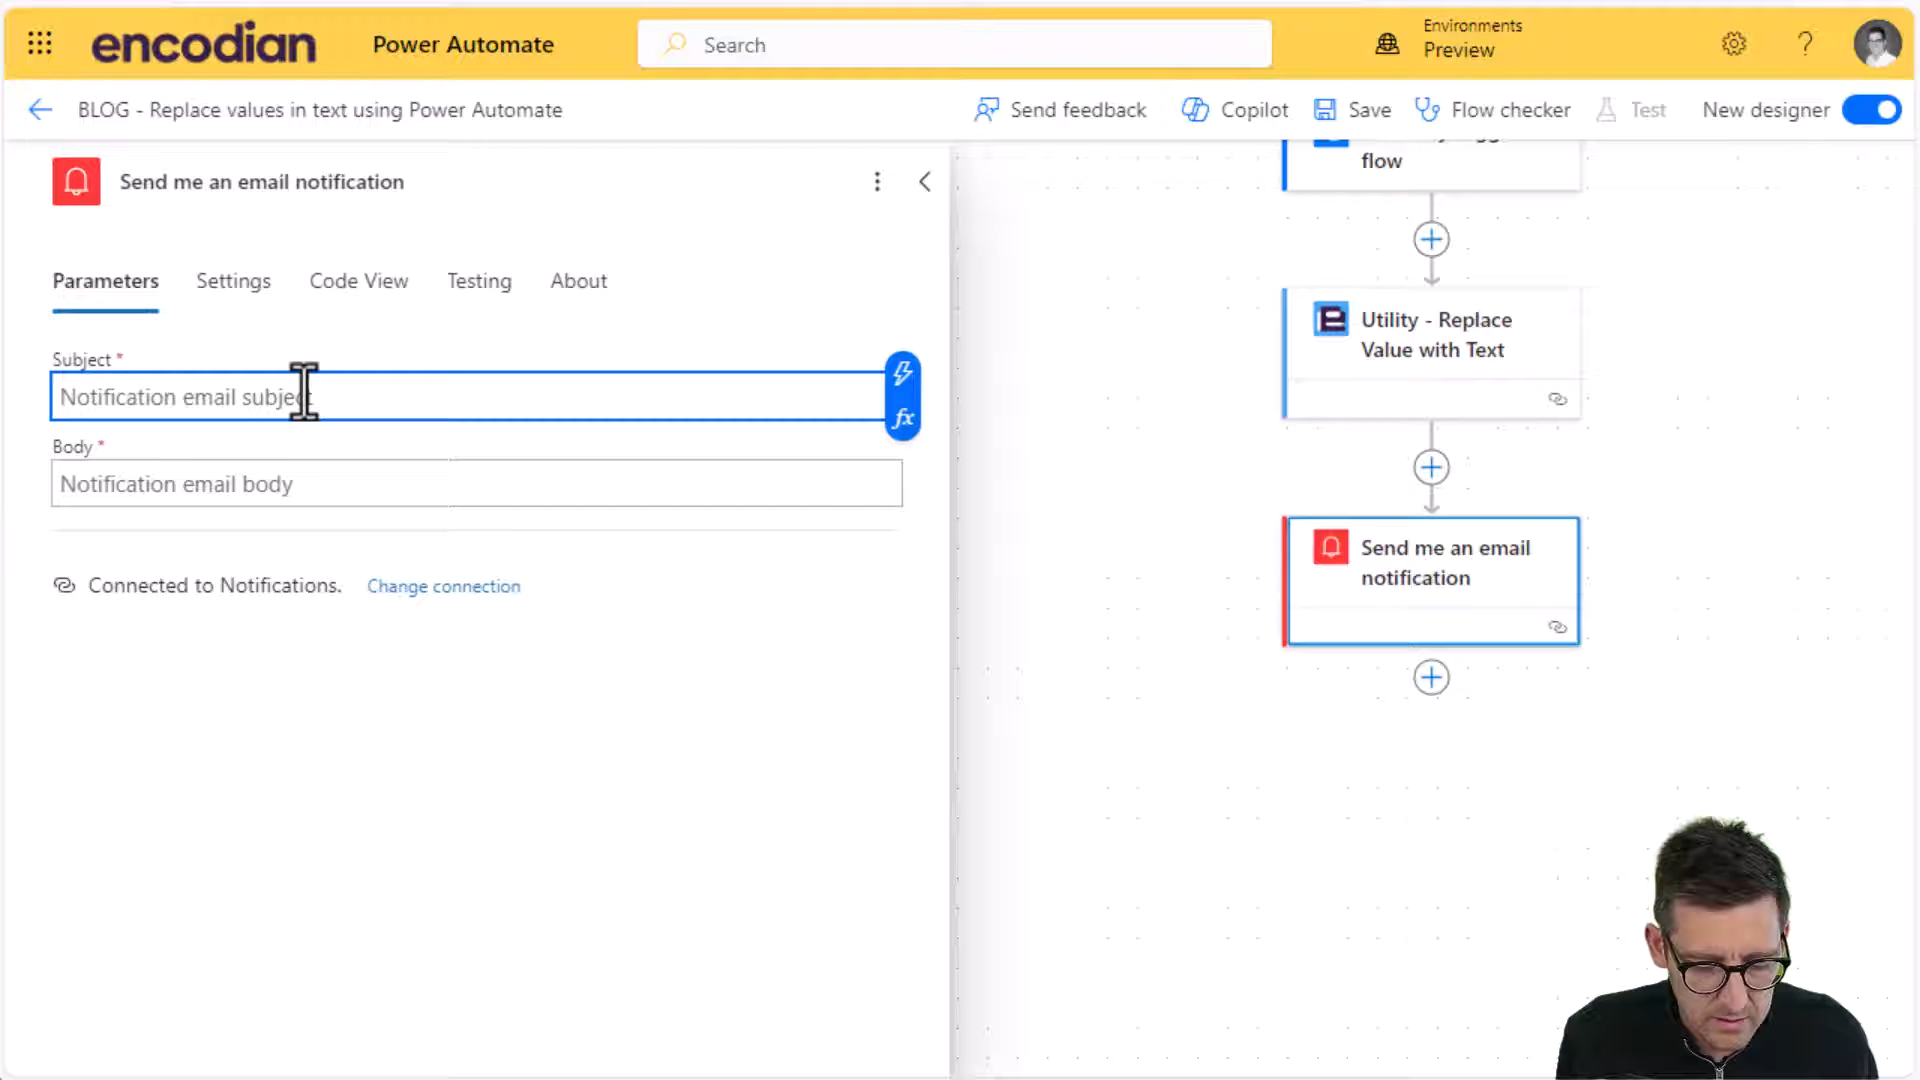 encodian
Power Automate
Search
Environments
Preview
?
BLOG - Replace values in text using Power Automate
Send feedback
Copilot
Save
Flow checker
Test
New designer
Send me an email notification
Parameters
Settings
Code View
Testing
About
Subject *
Notification email subject
fx
Body *
Notification email body
Connected to Notifications.
Change connection
flow
Utility - Replace
Value with Text
Send me an email
notification